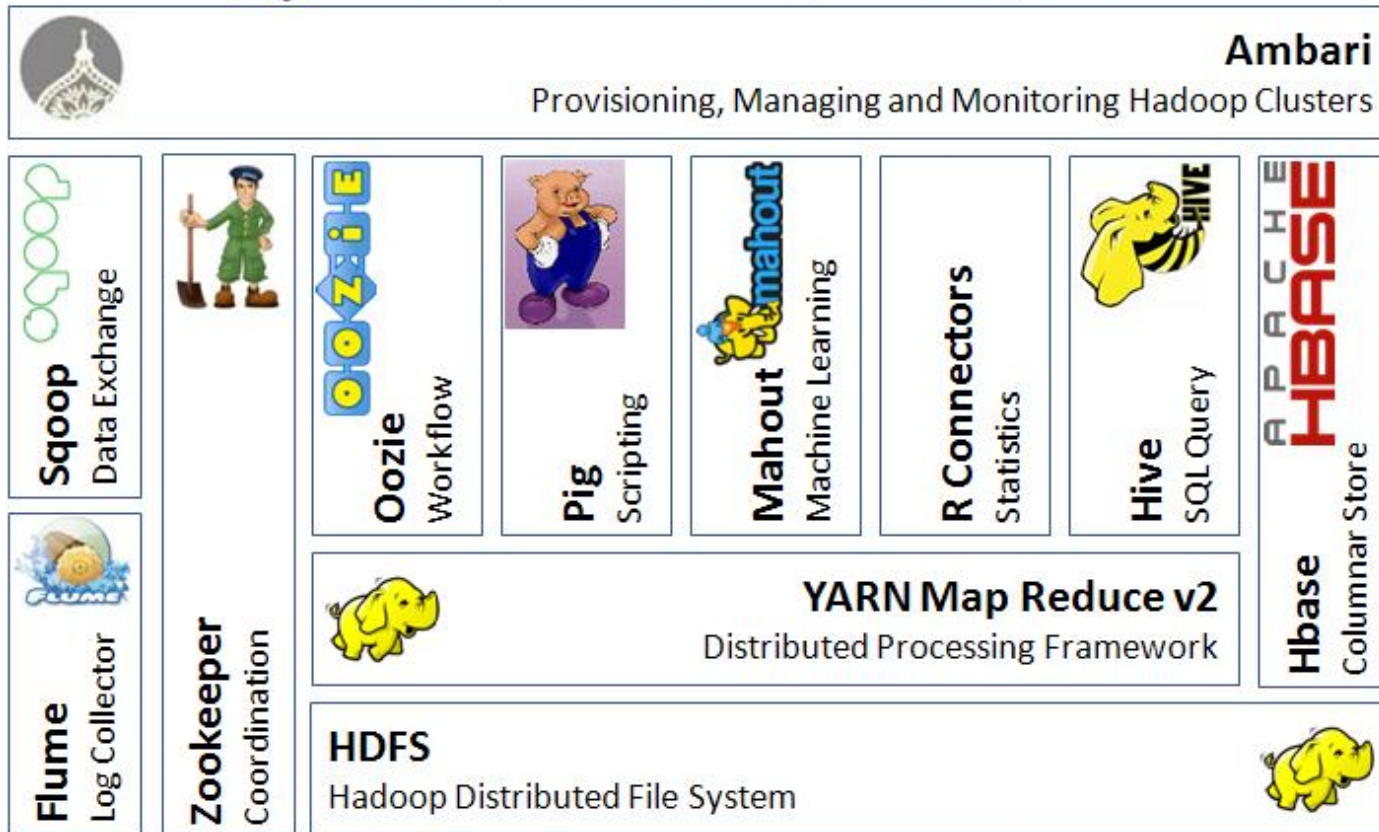 Ambari
Provisioning, Managing and Monitoring Hadoop Clusters
sqoop
Sqoop
Data Exchange
FLUME
Flume
Log Collector
Zookeeper
Coordination
OOZiE
Oozie
Workflow
Pig
Scripting
mahout
Mahout
Machine Learning
R Connectors
Statistics
HIVE
Hive
SQL Query
APACHE
HBASE
Hbase
Columnar Store
YARN Map Reduce v2
Distributed Processing Framework
HDFS
Hadoop Distributed File System